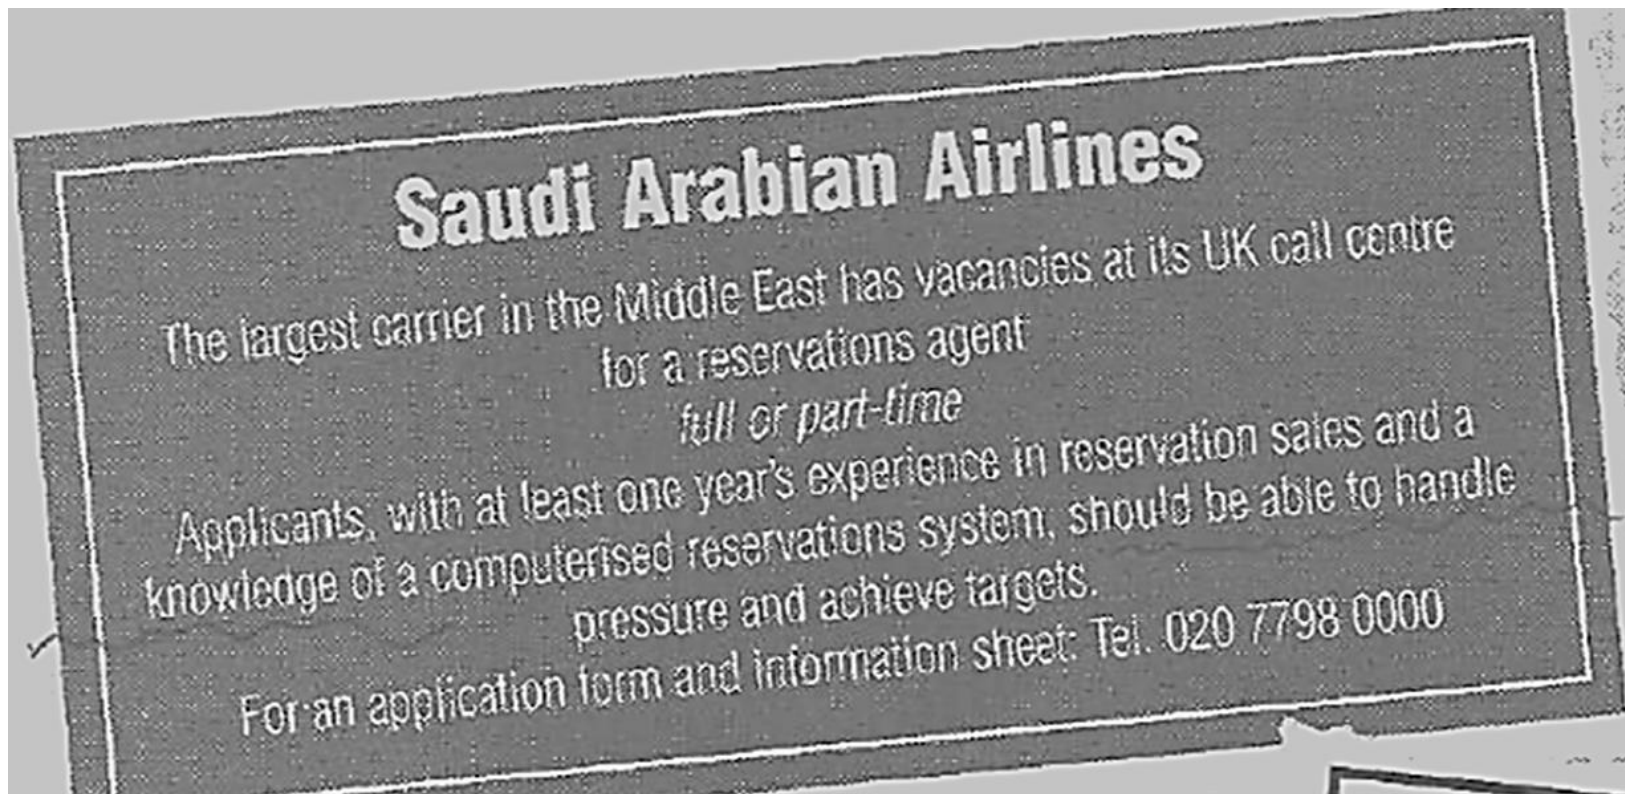 Saudi Arabian Airlines
The largest carrier in the Middle East has vacancies at its UK call centre
for a reservations agent
full or part-time
Applicants, with at least one year's experience in reservation sales and a
knowledge of a computerised reservations system, should be able to handle
pressure and achieve targets.
For an application form and information sheet: Tel. 020 7798 0000